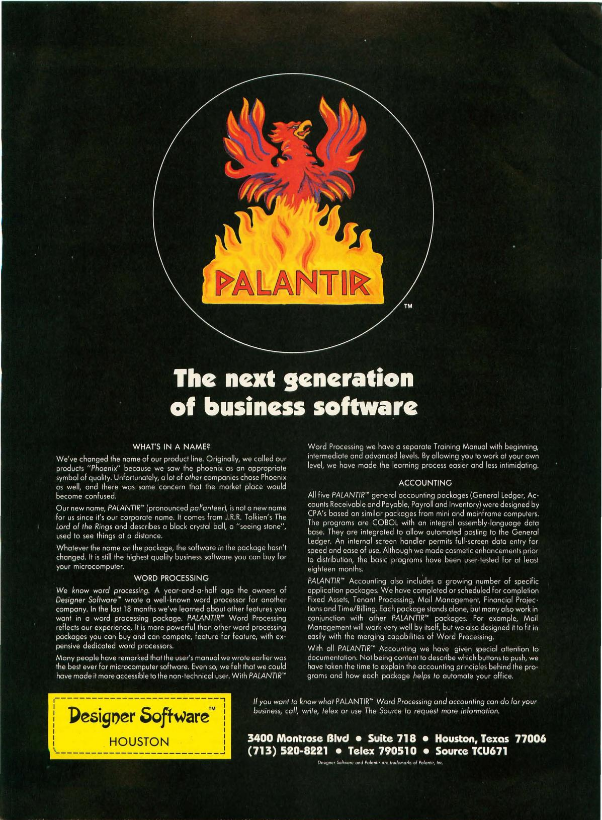 PALANTIR
TM
The next generation
of business software
WHAT'S IN A NAME?
We've changed the name of our product line. Originally, we called our
products "Phoenix" because we saw the phoenix as an appropriate
symbol of quality. Unfortunately, a lot of other companies chose Phoenix
as well, and there was some concern that the market place would
become confused.
Our new name, PALANTIR™ (pronounced pal'anteer), is not a new name
for us since it's our corporate name. It comes from J.R.R. Tolkien's The
Lord of the Rings and describes a black crystal ball, a "seeing stone",
used to see things at a distance.
Whatever the name on the package, the software in the package hasn't
changed. It is still the highest quality business software you can buy for
your microcomputer.
WORD PROCESSING
We know word processing. A year-and-a-half ago the owners of
Designer Software™ wrote a well-known word processor for another
company. In the last 18 months we've learned about other features you
want in a word processing package. PALANTIR™ Word Processing
reflects our experience. It is more powerful than other word processing
packages you can buy and can compete, feature for feature, with ex-
pensive dedicated word processors.
Many people have remarked that the user's manual we wrote earlier was
the best ever for microcomputer software. Even so, we felt that we could
have made it more accessible to the non-technical user. With PALANTIR™
Word Processing we have a separate Training Manual with beginning,
intermediate and advanced levels. By allowing you to work at your own
level, we have made the learning process easier and less intimidating.
ACCOUNTING
All five PALANTIR™ general accounting packages (General Ledger, Ac-
counts Receivable and Payable, Payroll and Inventory) were designed by
CPA's based on similar packages from mini and mainframe computers.
The programs are COBOL with an integral assembly-language data
base. They are integrated to allow automated posting to the General
Ledger. An internal screen handler permits full-screen data entry for
speed and ease of use. Although we made cosmetic enhancements prior
to distribution, the basic programs have been user-tested for at least
eighteen months.
PALANTIR™ Accounting also includes a growing number of specific
application packages. We have completed or scheduled for completion
Fixed Assets, Tenant Processing, Mail Management, Financial Projec-
tions and Time/Billing. Each package stands alone, but many also work in
conjunction with other PALANTIR™ packages. For example, Mail
Management will work very well by itself, but we also designed it to fit in
easily with the merging capabilities of Word Processing.
With all PALANTIR™ Accounting we have given special attention to
documentation. Not being content to describe which buttons to push, we
have taken the time to explain the accounting principles behind the pro-
grams and how each package helps to automate your office.
Designer Software™
HOUSTON
If you want to know what PALANTIR™ Word Processing and accounting can do for your
business, call, write, telex or use The Source to request more information.
3400 Montrose Blvd • Suite 718 • Houston, Texas 77006
(713) 520-8221 • Telex 790510 • Source TCU671
Designer Software and Palantir are trademarks of Palantir, Inc.